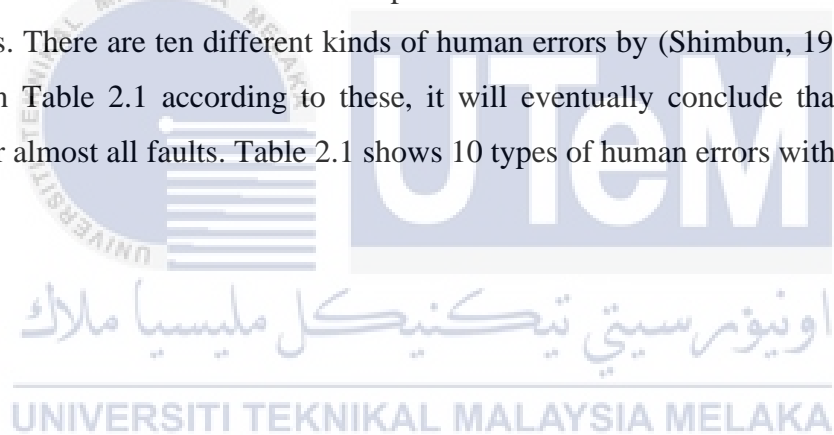 s. There are ten different kinds of human errors by (Shimbun, 19
Table 2.1 according to these, it will eventually conclude tha
almost all faults. Table 2.1 shows 10 types of human errors with
UTeM
اونيۏرسيتي تيكنيكل مليسيا ملاك
UNIVERSITI TEKNIKAL MALAYSIA MELAKA